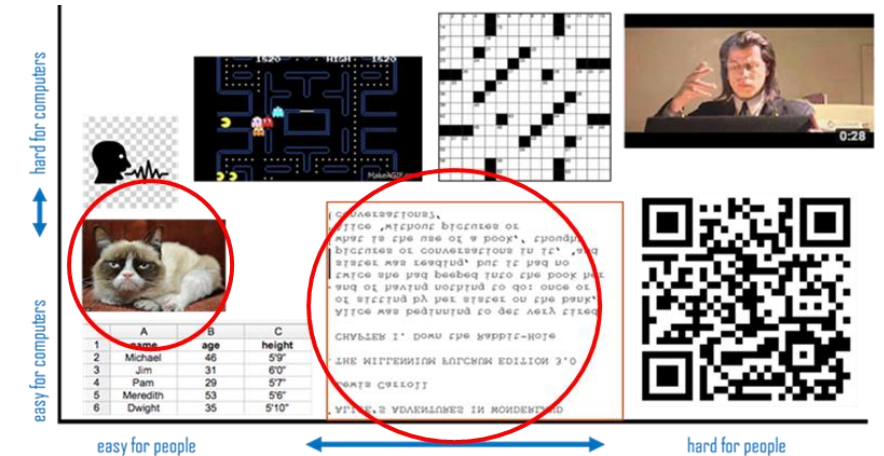 hard for computers
easy for computers
HIGH
0:28
A B C
1 name age height
2 Michael 46 5'9"
3 Jim 31 6'0"
4 Pam 29 5'7"
5 Meredith 53 5'6"
6 Dwight 35 5'10"
ALICE'S ADVENTURES IN WONDERLAND
Lewis Carroll
THE MILLENNIUM FULCRUM EDITION 3.0
CHAPTER I. Down the Rabbit-Hole
Alice was beginning to get very tired
of sitting by her sister on the bank,
and of having nothing to do: once or
twice she had peeped into the book her
sister was reading, but it had no
pictures or conversations in it, 'and
what is the use of a book,' thought
Alice 'without pictures or
conversations?'
easy for people
hard for people